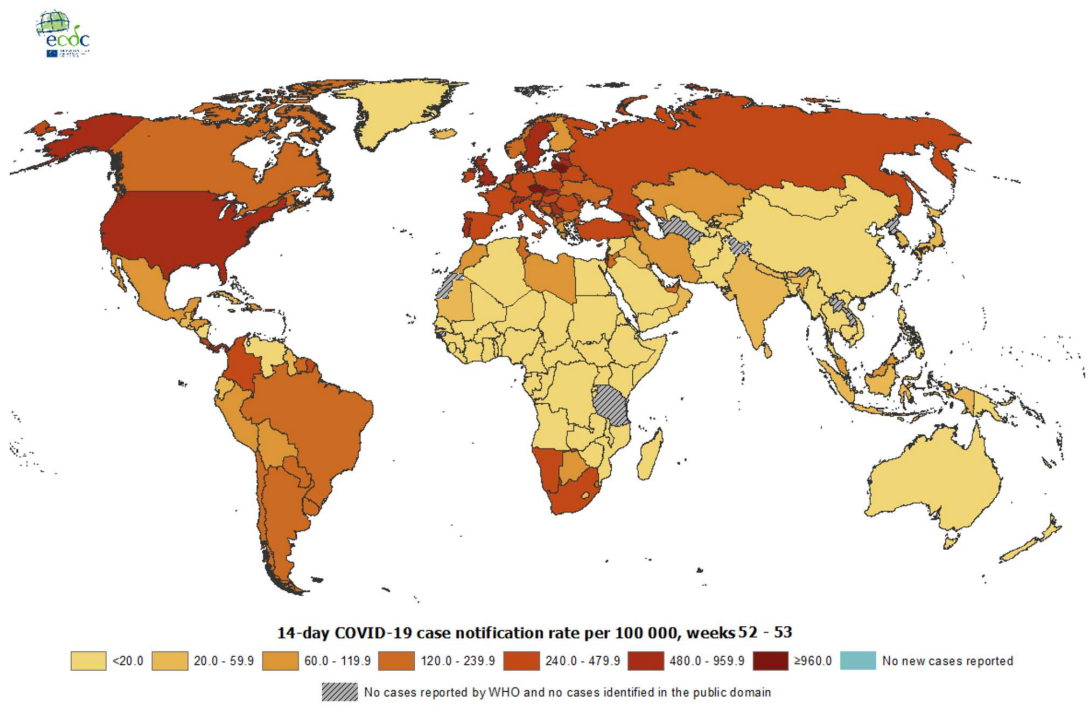 ecdc
14-day COVID-19 case notification rate per 100 000, weeks 52 - 53
<20.0 20.0 - 59.9 60.0 - 119.9 120.0 - 239.9 240.0 - 479.9 480.0 - 959.9 ≥960.0 No new cases reported
No cases reported by WHO and no cases identified in the public domain